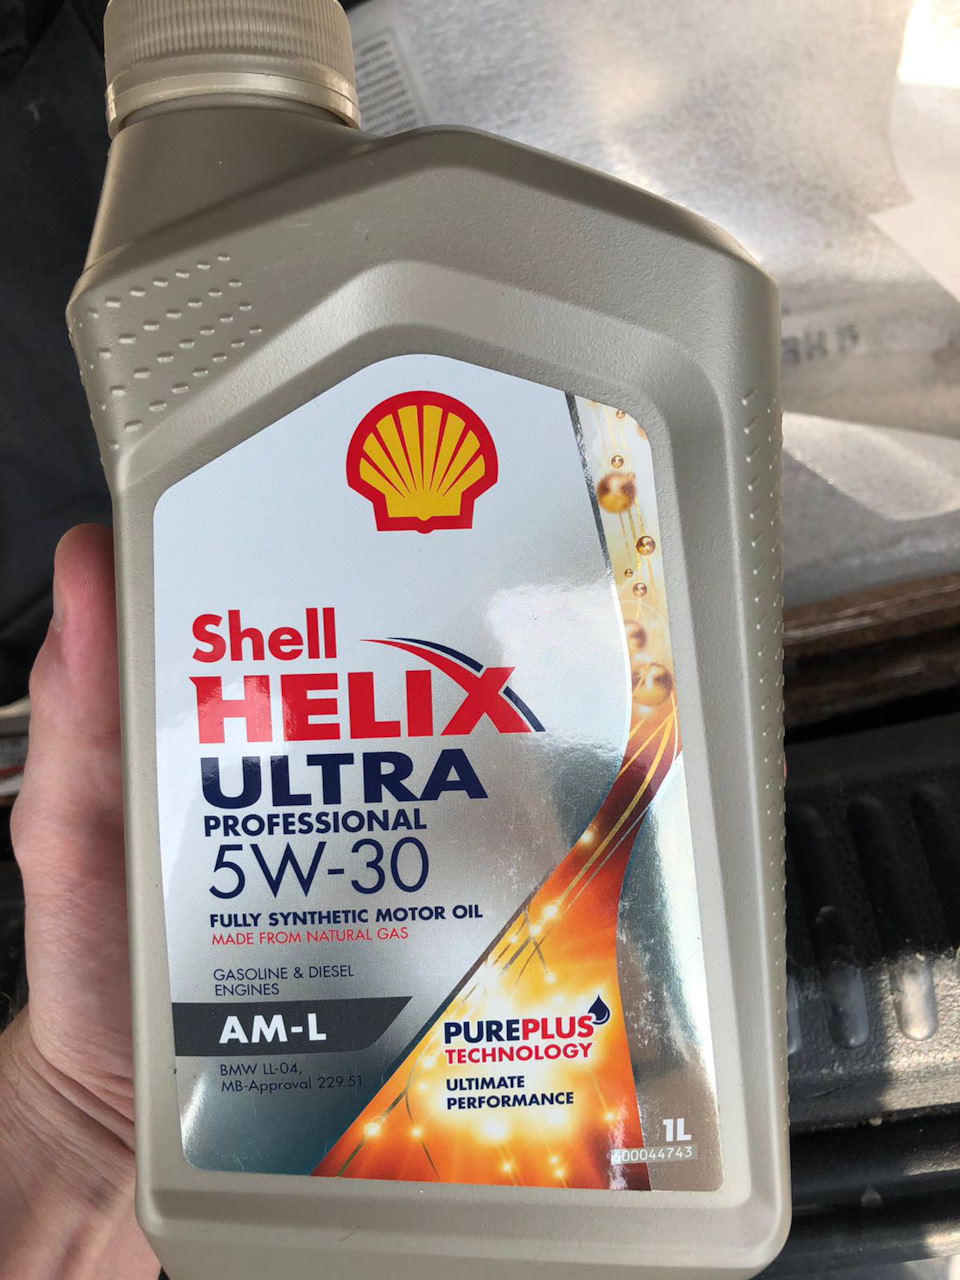 Shell
HELIX
ULTRA
PROFESSIONAL
5W-30
FULLY SYNTHETIC MOTOR OIL
MADE FROM NATURAL GAS
GASOLINE & DIESEL
ENGINES
AM-L
BMW LL-04,
MB-Approval 229.51
PUREPLUS
TECHNOLOGY
ULTIMATE
PERFORMANCE
1L
600044743